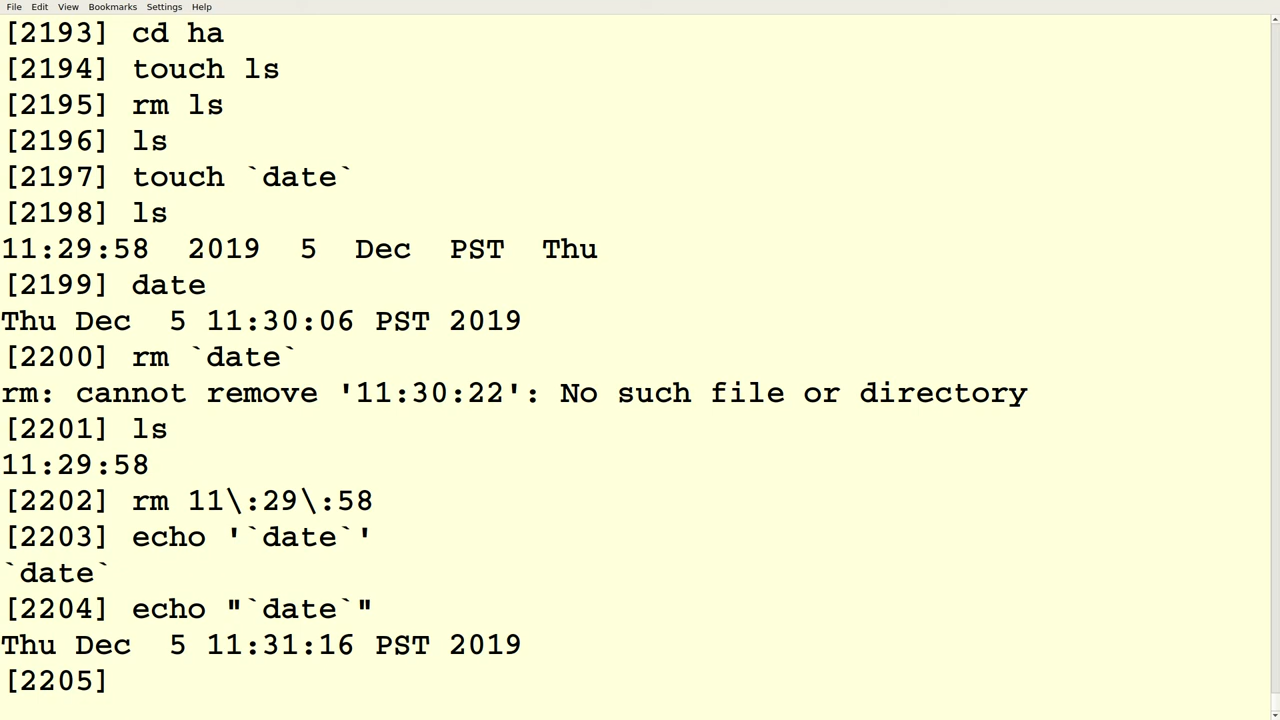 File Edit View Bookmarks Settings Help
[2193] cd ha
[2194] touch ls
[2195] rm ls
[2196] ls
[2197] touch `date`
[2198] ls
11:29:58  2019  5  Dec  PST  Thu
[2199] date
Thu Dec  5 11:30:06 PST 2019
[2200] rm `date`
rm: cannot remove '11:30:22': No such file or directory
[2201] ls
11:29:58
[2202] rm 11\:29\:58
[2203] echo '`date`'
`date`
[2204] echo "`date`"
Thu Dec  5 11:31:16 PST 2019
[2205]